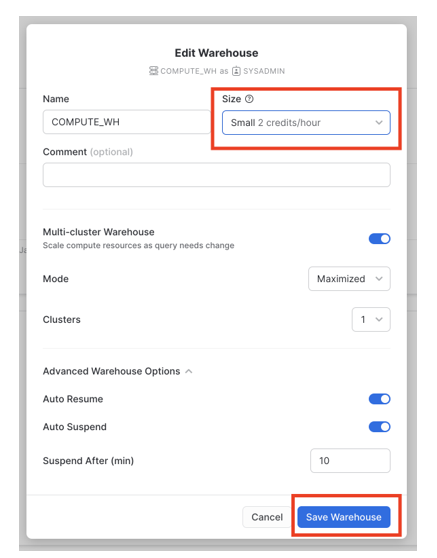 Edit Warehouse
COMPUTE_WH as SYSADMIN
Name
Size
COMPUTE_WH
Small 2 credits/hour
Comment (optional)
Multi-cluster Warehouse
Scale compute resources as query needs change
Mode
Maximized
Clusters
1
Advanced Warehouse Options
Auto Resume
Auto Suspend
Suspend After (min)
10
Cancel
Save Warehouse